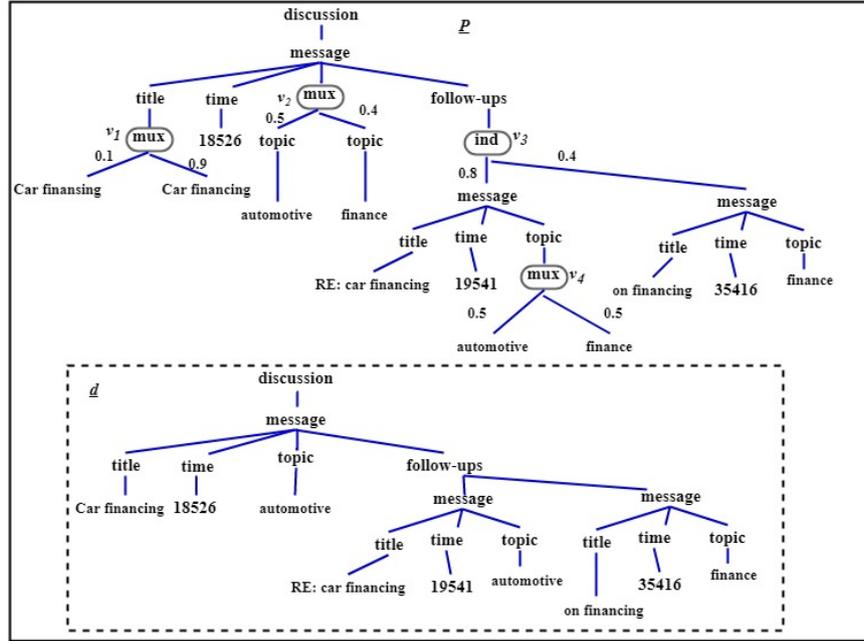 discussion
P
message
title time v2 mux follow-ups
0.5 0.4
v1 mux 18526 topic topic ind v3
0.1 0.9 0.8 0.4
Car finansing Car financing message message
automotive finance title time topic title time topic
RE: car financing 19541 mux v4 on financing 35416 finance
0.5 0.5
automotive finance
d
discussion
message
title time topic follow-ups
Car financing 18526 automotive message message
title time topic title time topic
RE: car financing 19541 automotive 35416 finance
on financing